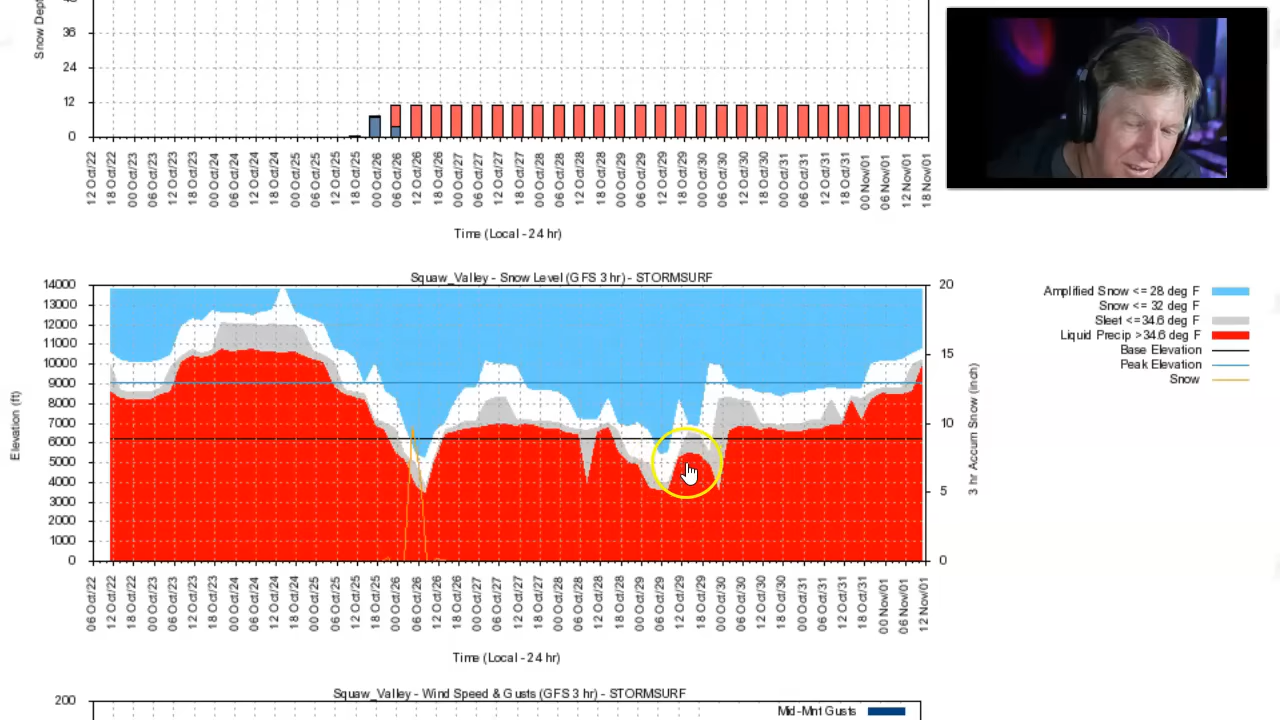 48
36
24
12
0
Snow Dept
12 Oct/22
18 Oct/22
00 Oct/23
06 Oct/23
12 Oct/23
18 Oct/23
00 Oct/24
06 Oct/24
12 Oct/24
18 Oct/24
00 Oct/25
06 Oct/25
12 Oct/25
18 Oct/25
00 Oct/26
06 Oct/26
12 Oct/26
18 Oct/26
00 Oct/27
06 Oct/27
12 Oct/27
18 Oct/27
00 Oct/28
06 Oct/28
12 Oct/28
18 Oct/28
00 Oct/29
06 Oct/29
12 Oct/29
18 Oct/29
00 Oct/30
06 Oct/30
12 Oct/30
18 Oct/30
00 Oct/31
06 Oct/31
12 Oct/31
18 Oct/31
00 Nov/01
06 Nov/01
12 Nov/01
18 Nov/01
Time (Local - 24 hr)
Squaw_Valley - Snow Level (GFS 3 hr) - STORMSURF
14000
13000
12000
11000
10000
9000
8000
7000
6000
5000
4000
3000
2000
1000
0
Elevation (ft)
20
15
10
5
0
3 hr Accum Snow (inch)
Amplified Snow <= 28 deg F
Snow <= 32 deg F
Sleet <=34.6 deg F
Liquid Precip >34.6 deg F
Base Elevation
Peak Elevation
Snow
06 Oct/22
12 Oct/22
18 Oct/22
00 Oct/23
06 Oct/23
12 Oct/23
18 Oct/23
00 Oct/24
06 Oct/24
12 Oct/24
18 Oct/24
00 Oct/25
06 Oct/25
12 Oct/25
18 Oct/25
00 Oct/26
06 Oct/26
12 Oct/26
18 Oct/26
00 Oct/27
06 Oct/27
12 Oct/27
18 Oct/27
00 Oct/28
06 Oct/28
12 Oct/28
18 Oct/28
00 Oct/29
06 Oct/29
12 Oct/29
18 Oct/29
00 Oct/30
06 Oct/30
12 Oct/30
18 Oct/30
00 Oct/31
06 Oct/31
12 Oct/31
18 Oct/31
00 Nov/01
06 Nov/01
12 Nov/01
Time (Local - 24 hr)
Squaw_Valley - Wind Speed & Gusts (GFS 3 hr) - STORMSURF
200
Mid-Mnt Gusts